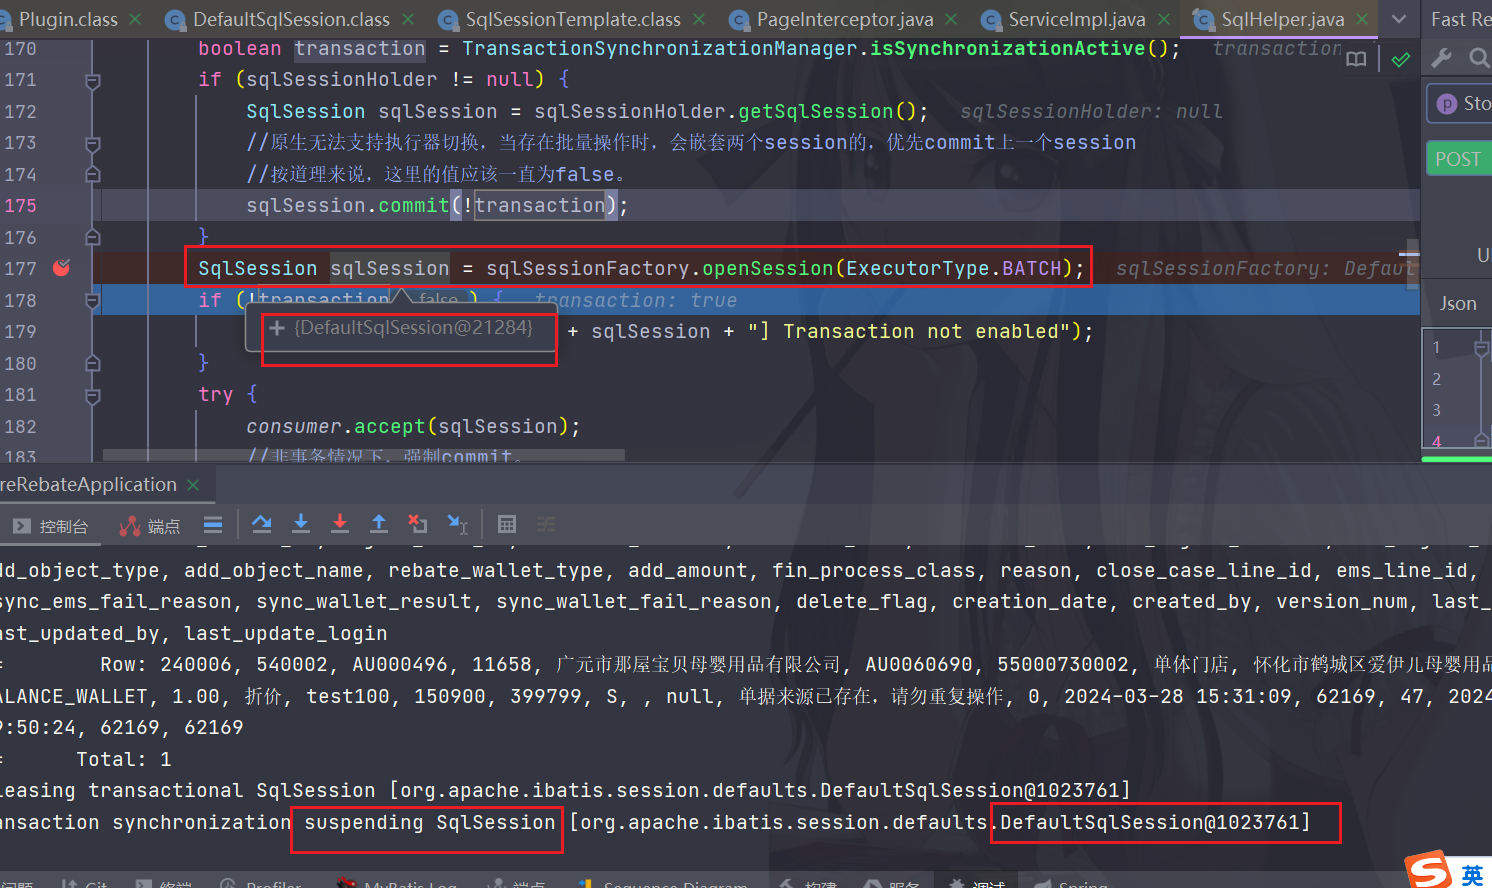 Plugin.class DefaultSqlSession.class SqlSessionTemplate.class PageInterceptor.java ServiceImpl.java SqlHelper.java Fast Re
170 boolean transaction = TransactionSynchronizationManager.isSynchronizationActive(); transaction
171 if (sqlSessionHolder != null) {
172 SqlSession sqlSession = sqlSessionHolder.getSqlSession(); sqlSessionHolder: null
173 //原生无法支持执行器切换，当存在批量操作时，会嵌套两个session的，优先commit上一个session
174 //按道理来说，这里的值应该一直为false。
175 sqlSession.commit(!transaction);
176 }
177 SqlSession sqlSession = sqlSessionFactory.openSession(ExecutorType.BATCH); sqlSessionFactory: Defaul
178 if (!transaction = false ) { transaction: true
{DefaultSqlSession@21284}
179 + sqlSession + "] Transaction not enabled");
180 }
181 try {
182 consumer.accept(sqlSession);
183 //非事务情况下，强制commit。
Sto
POST
Json
1
2
3
4
reRebateApplication
控制台 端点
dd_object_type, add_object_name, rebate_wallet_type, add_amount, fin_process_class, reason, close_case_line_id, ems_line_id,
sync_ems_fail_reason, sync_wallet_result, sync_wallet_fail_reason, delete_flag, creation_date, created_by, version_num, last_
ast_updated_by, last_update_login
= Row: 240006, 540002, AU000496, 11658, 广元市那屋宝贝母婴用品有限公司, AU0060690, 55000730002, 单体门店, 怀化市鹤城区爱伊儿母婴用品
ALANCE_WALLET, 1.00, 折价, test100, 150900, 399799, S, , null, 单据来源已存在，请勿重复操作, 0, 2024-03-28 15:31:09, 62169, 47, 2024
9:50:24, 62169, 62169
= Total: 1
leasing transactional SqlSession [org.apache.ibatis.session.defaults.DefaultSqlSession@1023761]
ansaction synchronization suspending SqlSession [org.apache.ibatis.session.defaults.DefaultSqlSession@1023761]
问题 Git 终端 Profiler MyBatis Log 端点 Sequence Diagram 构建 服务 调试 Spring
英